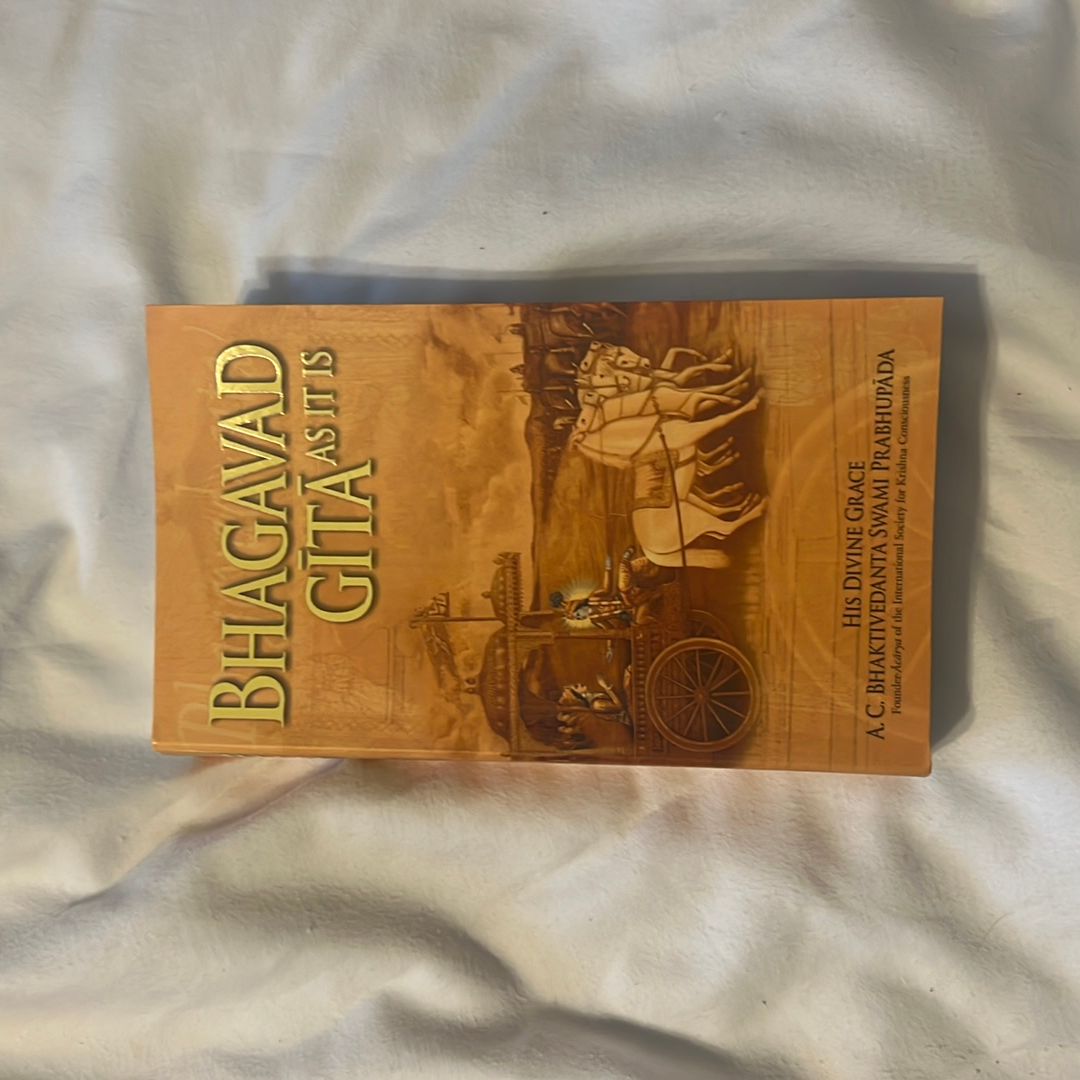 BHAGAVAD
GĪTĀ AS IT IS
HIS DIVINE GRACE
A. C. BHAKTIVEDANTA SWAMI PRABHUPĀDA
Founder-Ācārya of the International Society for Krishna Consciousness